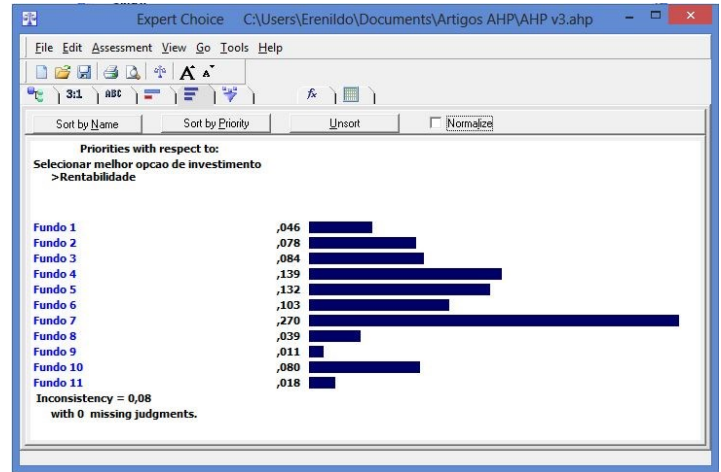 Expert Choice C:\Users\Erenildo\Documents\Artigos AHP\AHP v3.ahp
File Edit Assessment View Go Tools Help
A A
3:1 ABC fx
Sort by Name Sort by Priority Unsort Normalize
Priorities with respect to:
Selecionar melhor opcao de investimento
>Rentabilidade
Fundo 1 ,046
Fundo 2 ,078
Fundo 3 ,084
Fundo 4 ,139
Fundo 5 ,132
Fundo 6 ,103
Fundo 7 ,270
Fundo 8 ,039
Fundo 9 ,011
Fundo 10 ,080
Fundo 11 ,018
Inconsistency = 0,08
with 0 missing judgments.